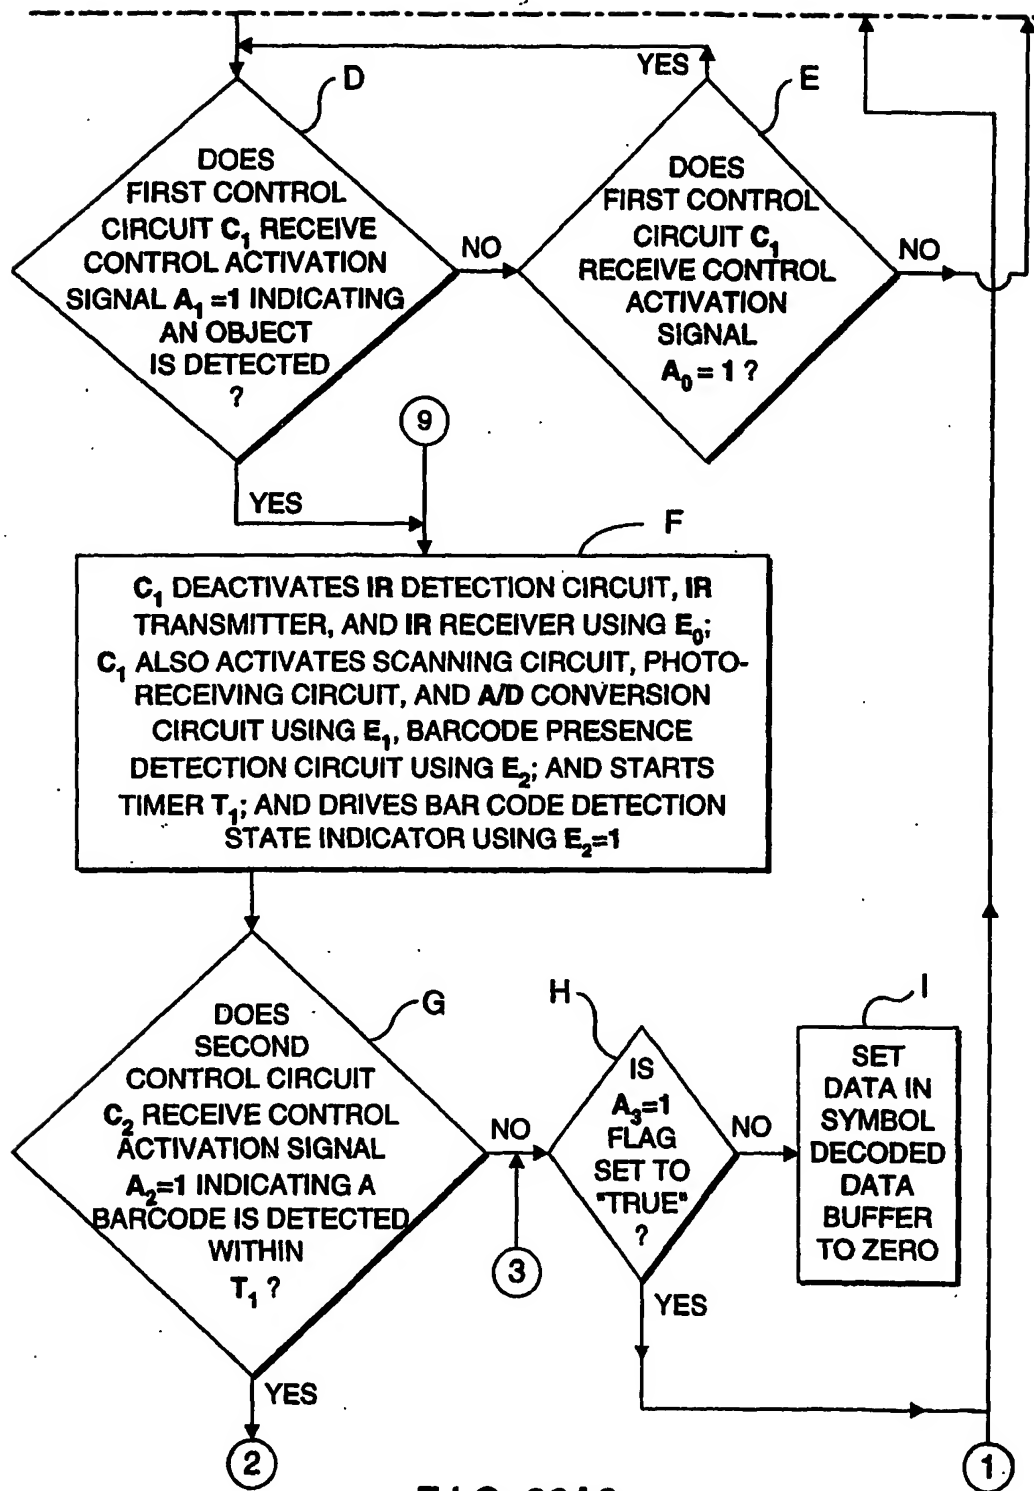 D
DOES
FIRST CONTROL
CIRCUIT C₁ RECEIVE
CONTROL ACTIVATION
SIGNAL A₁ =1 INDICATING
AN OBJECT
IS DETECTED
?
NO
YES
YES
E
DOES
FIRST CONTROL
CIRCUIT C₁
RECEIVE CONTROL
ACTIVATION
SIGNAL
A₀ = 1 ?
NO
9
F
C₁ DEACTIVATES IR DETECTION CIRCUIT, IR
TRANSMITTER, AND IR RECEIVER USING E₀;
C₁ ALSO ACTIVATES SCANNING CIRCUIT, PHOTO-
RECEIVING CIRCUIT, AND A/D CONVERSION
CIRCUIT USING E₁, BARCODE PRESENCE
DETECTION CIRCUIT USING E₂; AND STARTS
TIMER T₁; AND DRIVES BAR CODE DETECTION
STATE INDICATOR USING E₂=1
G
DOES
SECOND
CONTROL CIRCUIT
C₂ RECEIVE CONTROL
ACTIVATION SIGNAL
A₂=1 INDICATING A
BARCODE IS DETECTED
WITHIN
T₁ ?
NO
3
YES
2
H
IS
A₃=1
FLAG
SET TO
"TRUE"
?
NO
YES
I
SET
DATA IN
SYMBOL
DECODED
DATA
BUFFER
TO ZERO
1